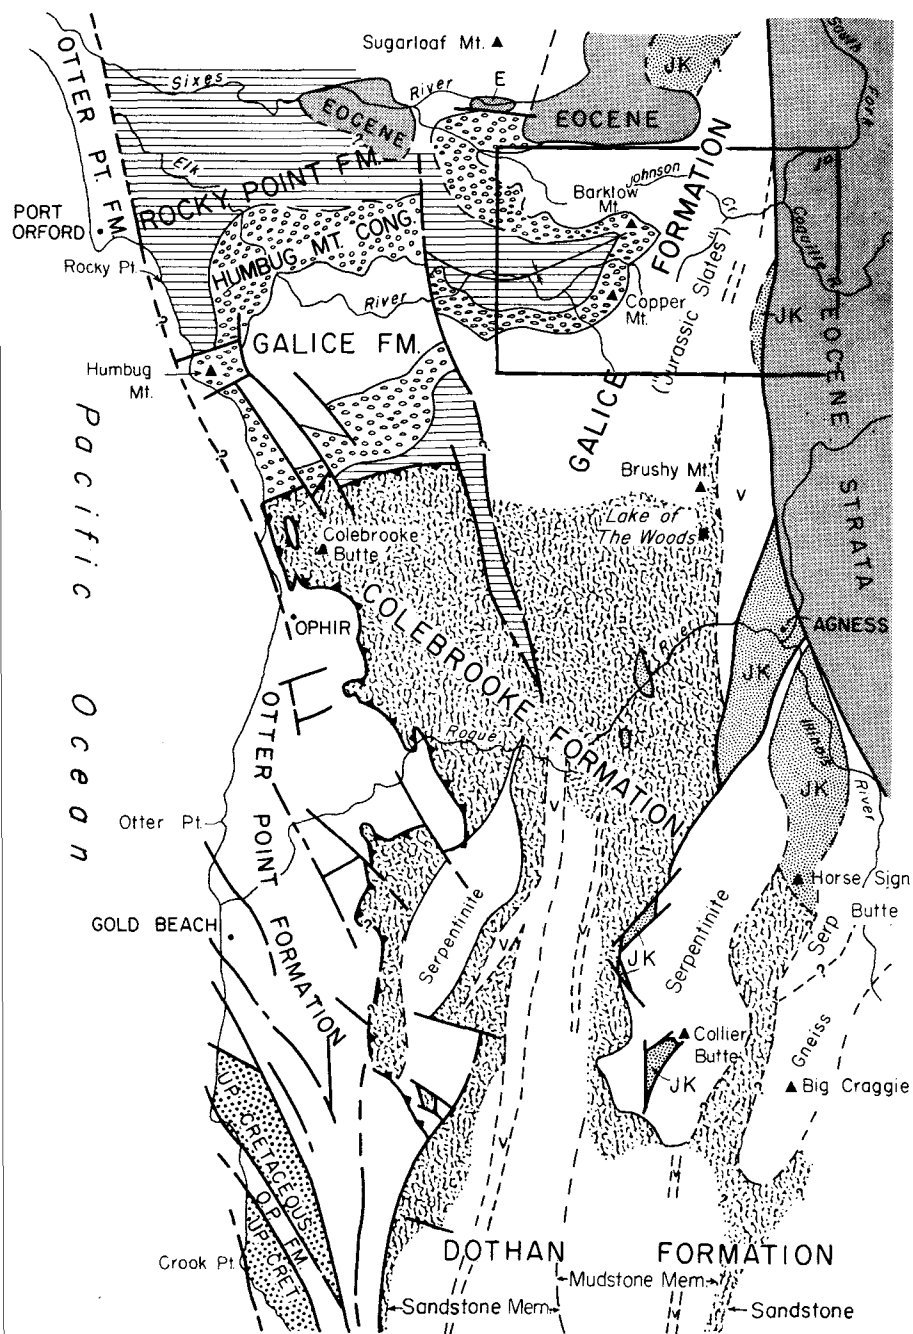 Sugarloaf Mt.
OTTER PT. FM.
Sixes
River
E
EOCENE
EOCENE
JK
?
South
Fork
Elk
ROCKY POINT FM.
?
Barklow
Mt.
Johnson
Cr.
of
Coquille
R.
PORT
ORFORD
Rocky Pt.
HUMBUG MT. CONG.
River
FORMATION
("Jurassic Slates")
Copper
Mt.
JK
EOCENE
STRATA
?
GALICE FM.
GALICE
Humbug
Mt.
?
?
Brushy Mt.
v
Lake of
The Woods
Pacific
Ocean
Colebrooke
Butte
COLEBROOKE
FORMATION
OPHIR
River
Rogue
AGNESS
JK
Illinois
River
JK
OTTER POINT
FORMATION
Otter Pt.
v
Horse Sign
Butte
Serp
?
GOLD BEACH
Serpentinite
v
v
Serpentinite
JK
Collier
Butte
JK
Gneiss
Big Craggie
v
v
UP. CRETACEOUS
O.P. FM.
UP. CRET.
Crook Pt.
DOTHAN
FORMATION
Mudstone Mem.
Sandstone Mem.
v
Sandstone